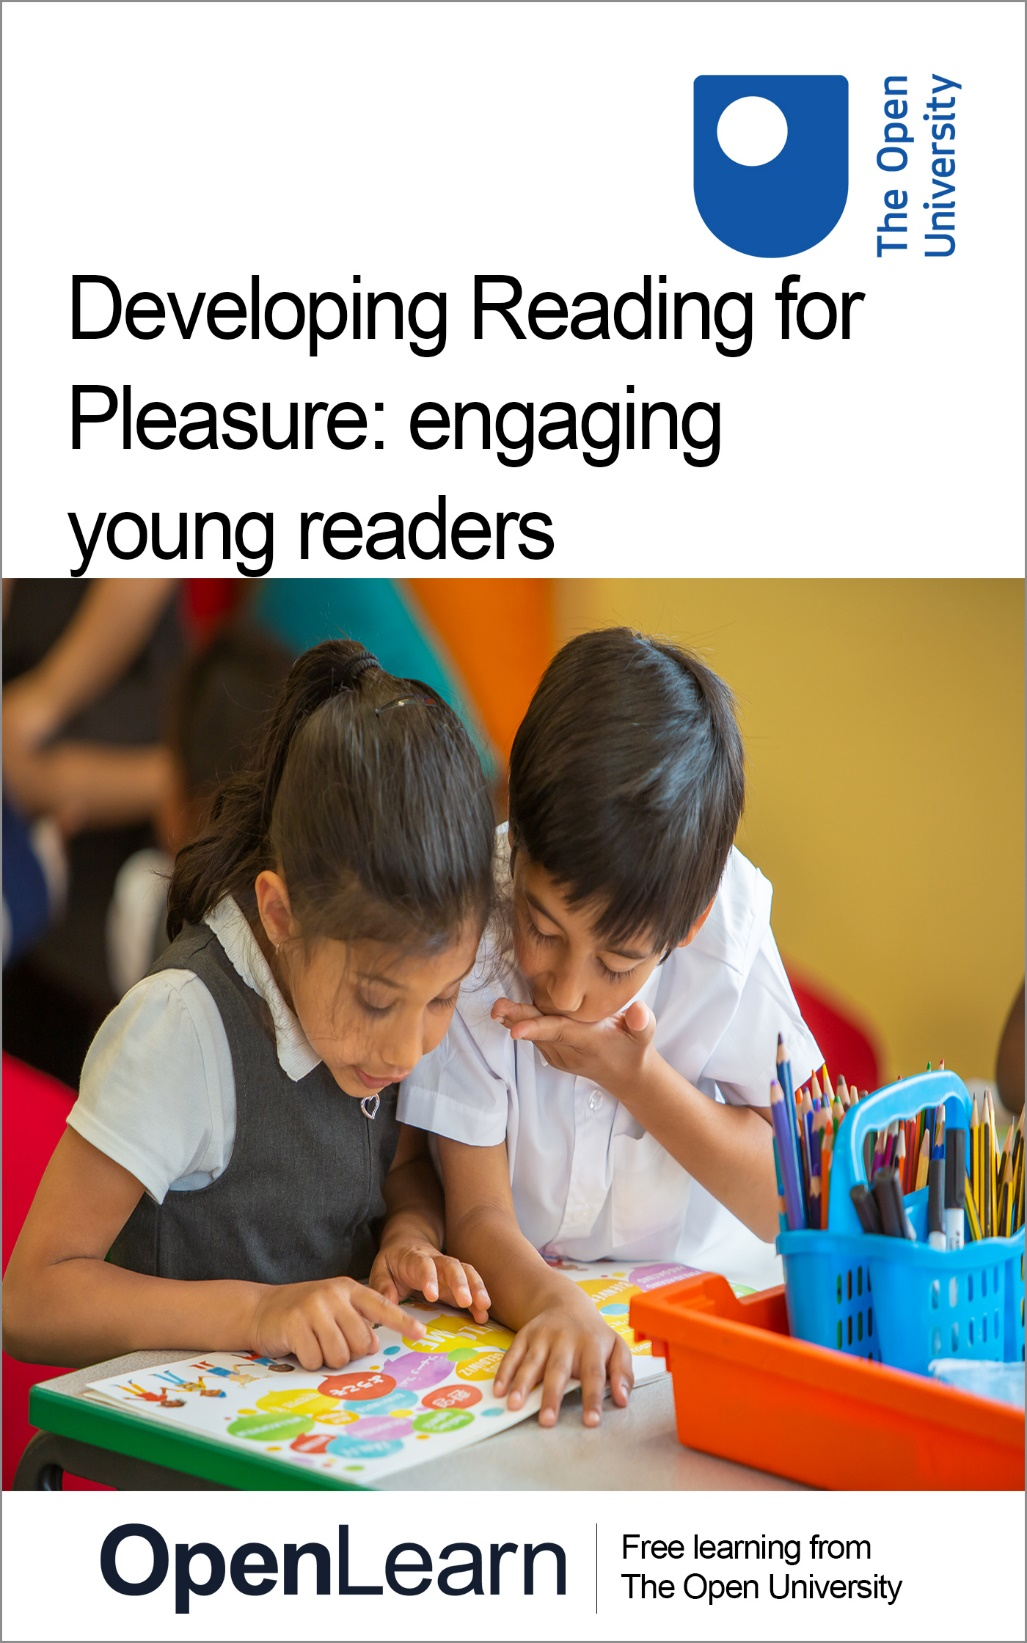 The Open
University
Developing Reading for
Pleasure: engaging
young readers
OpenLearn
Free learning from
The Open University